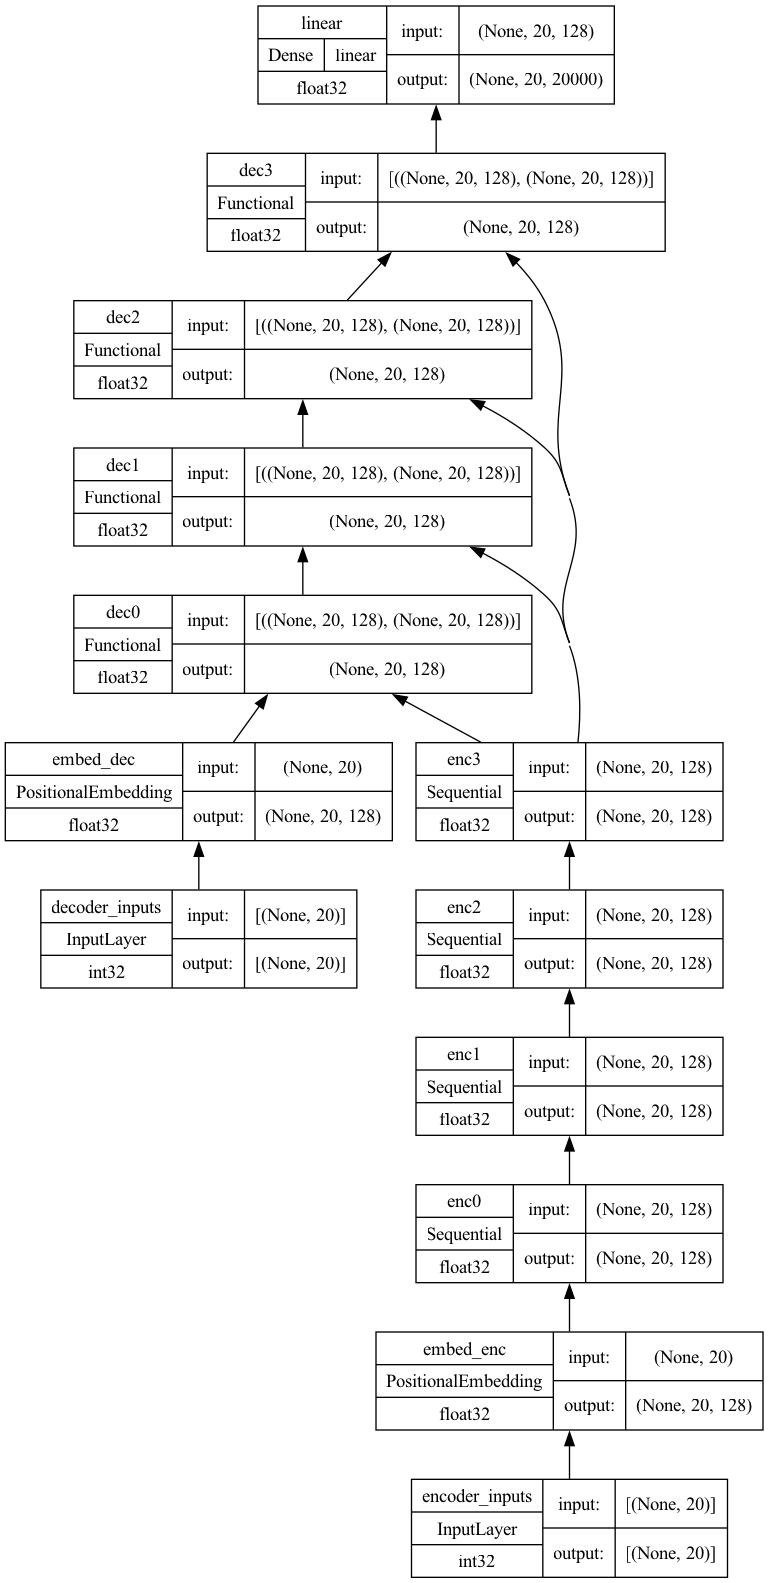 linear
Dense linear
float32
input: (None, 20, 128)
output: (None, 20, 20000)
dec3
Functional
float32
input: [((None, 20, 128), (None, 20, 128))]
output: (None, 20, 128)
dec2
Functional
float32
input: [((None, 20, 128), (None, 20, 128))]
output: (None, 20, 128)
dec1
Functional
float32
input: [((None, 20, 128), (None, 20, 128))]
output: (None, 20, 128)
dec0
Functional
float32
input: [((None, 20, 128), (None, 20, 128))]
output: (None, 20, 128)
embed_dec
PositionalEmbedding
float32
input: (None, 20)
output: (None, 20, 128)
enc3
Sequential
float32
input: (None, 20, 128)
output: (None, 20, 128)
decoder_inputs
InputLayer
int32
input: [(None, 20)]
output: [(None, 20)]
enc2
Sequential
float32
input: (None, 20, 128)
output: (None, 20, 128)
enc1
Sequential
float32
input: (None, 20, 128)
output: (None, 20, 128)
enc0
Sequential
float32
input: (None, 20, 128)
output: (None, 20, 128)
embed_enc
PositionalEmbedding
float32
input: (None, 20)
output: (None, 20, 128)
encoder_inputs
InputLayer
int32
input: [(None, 20)]
output: [(None, 20)]